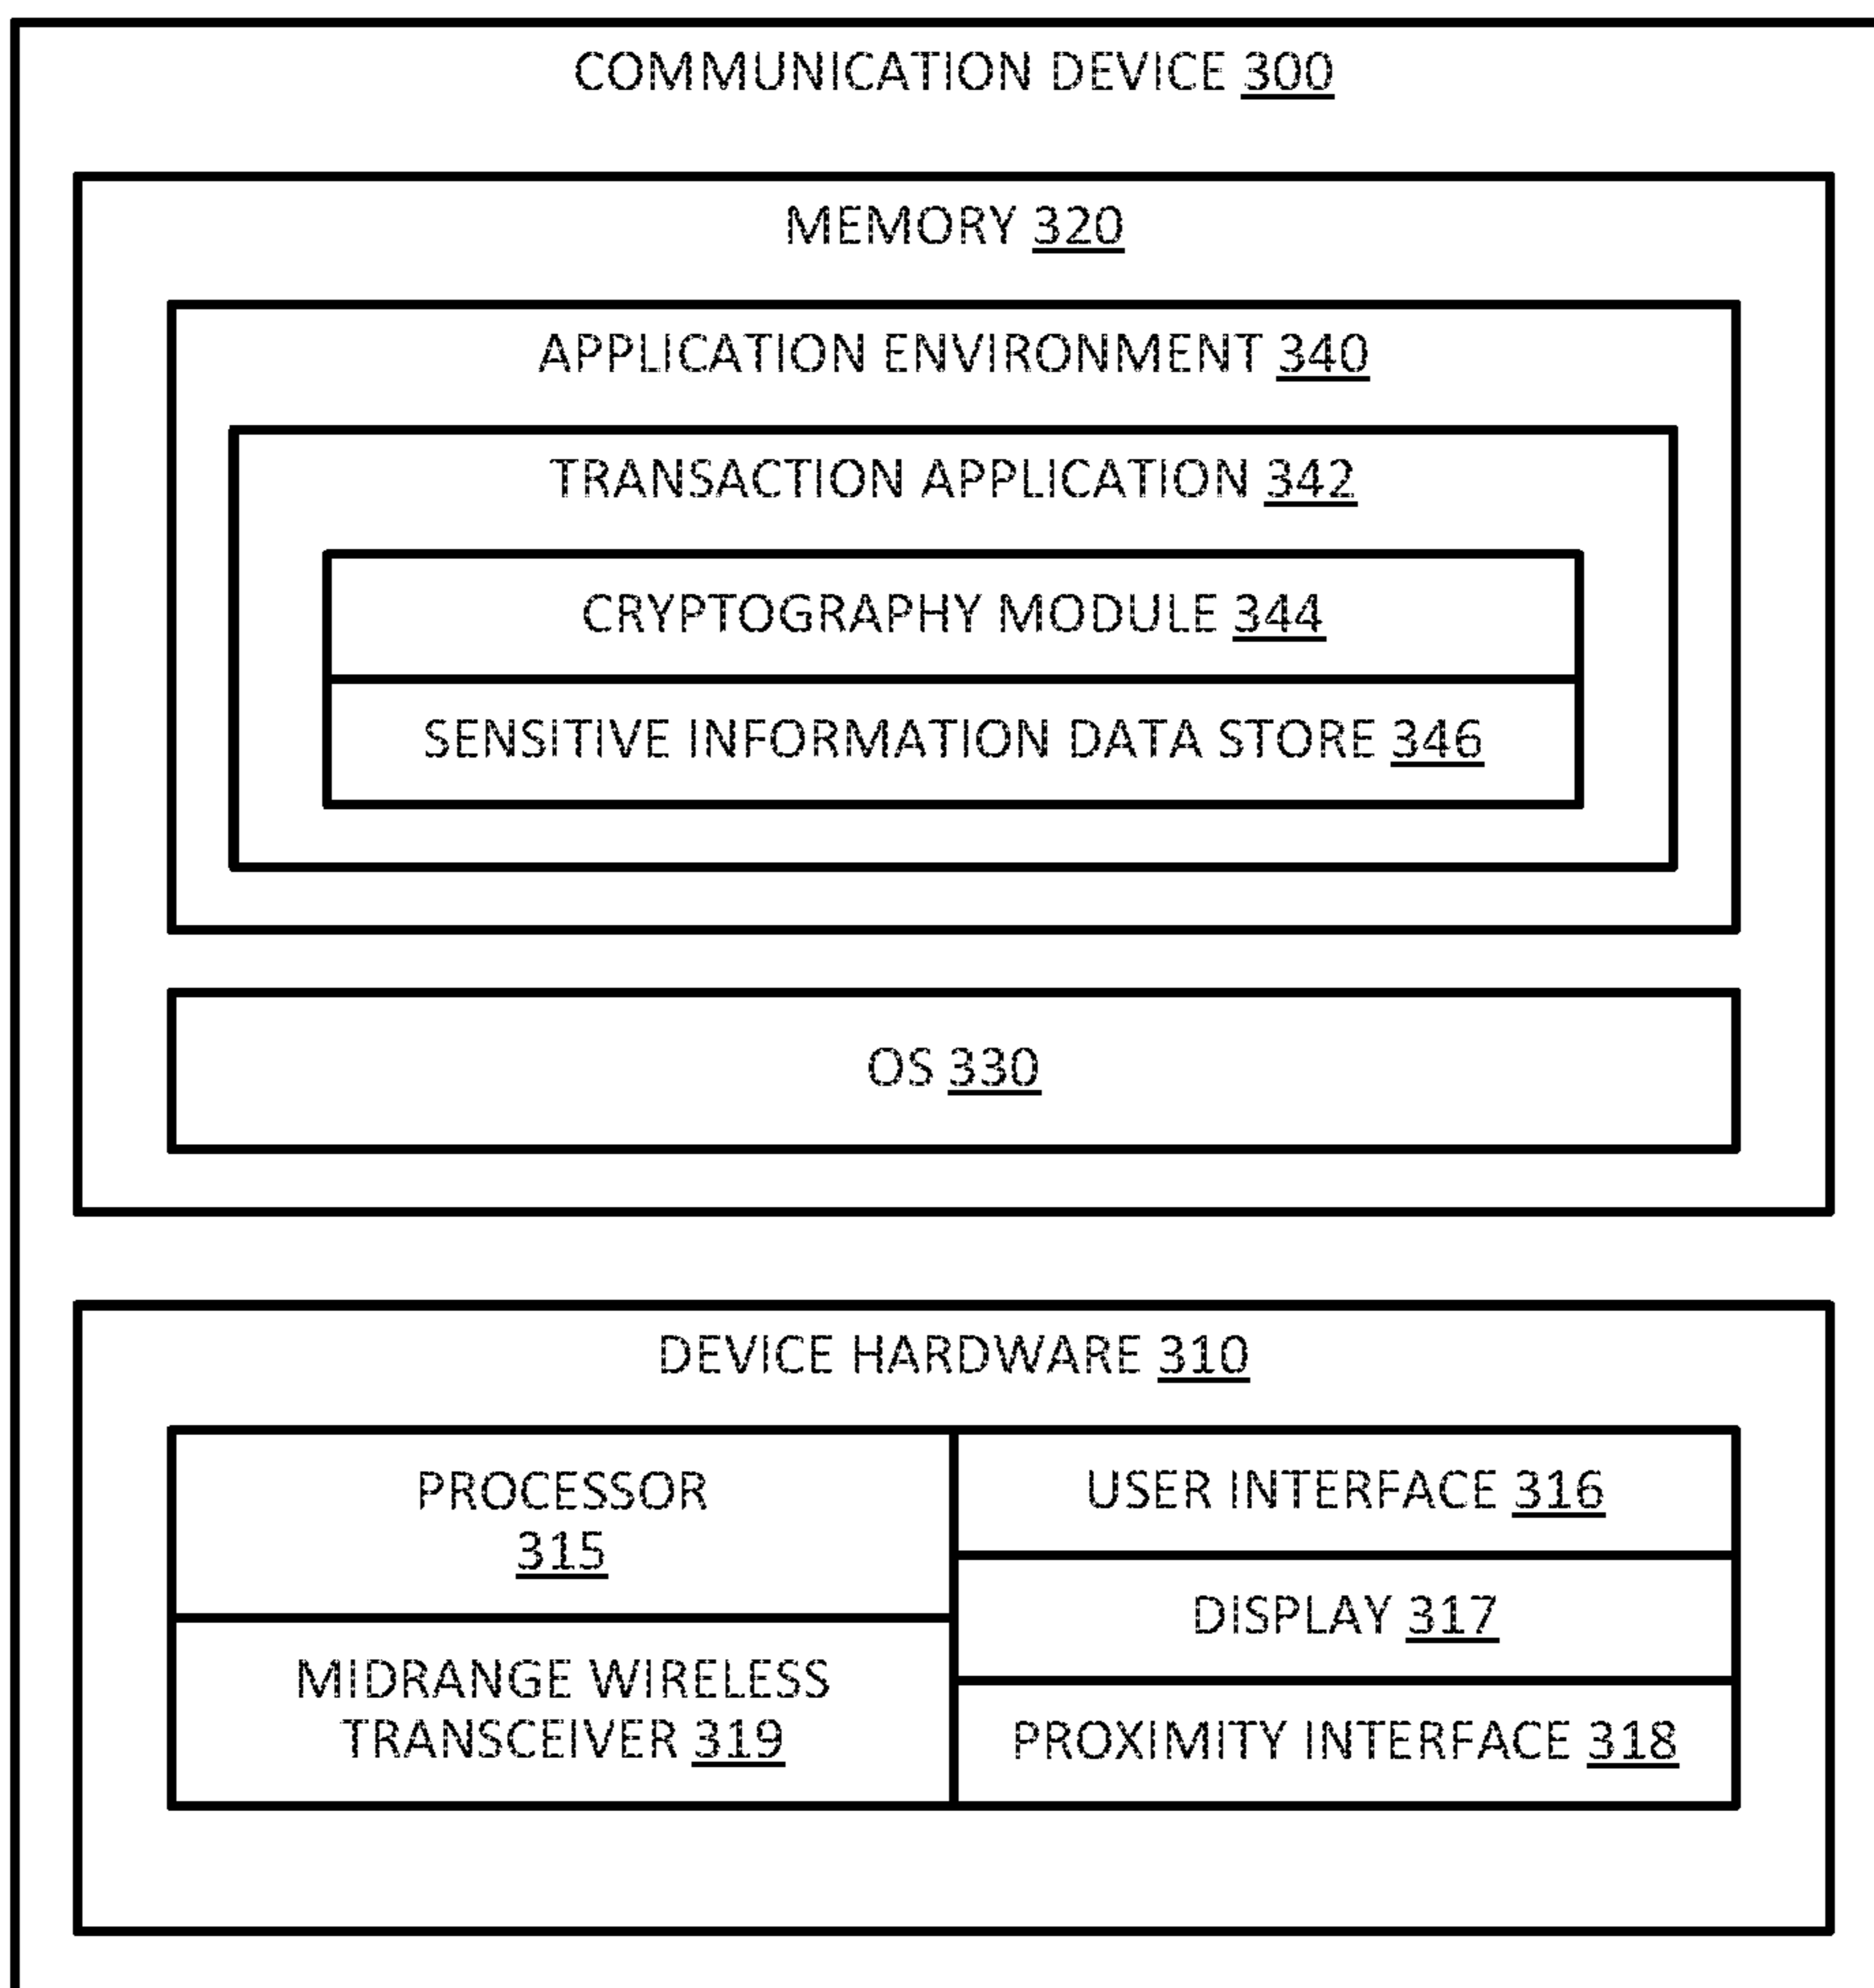 COMMUNICATION DEVICE 300
MEMORY 320
APPLICATION ENVIRONMENT 340
TRANSACTION APPLICATION 342
CRYPTOGRAPHY MODULE 344
SENSITIVE INFORMATION DATA STORE 346
OS 330
DEVICE HARDWARE 310
PROCESSOR
315
MIDRANGE WIRELESS
TRANSCEIVER 319
USER INTERFACE 316
DISPLAY 317
PROXIMITY INTERFACE 318